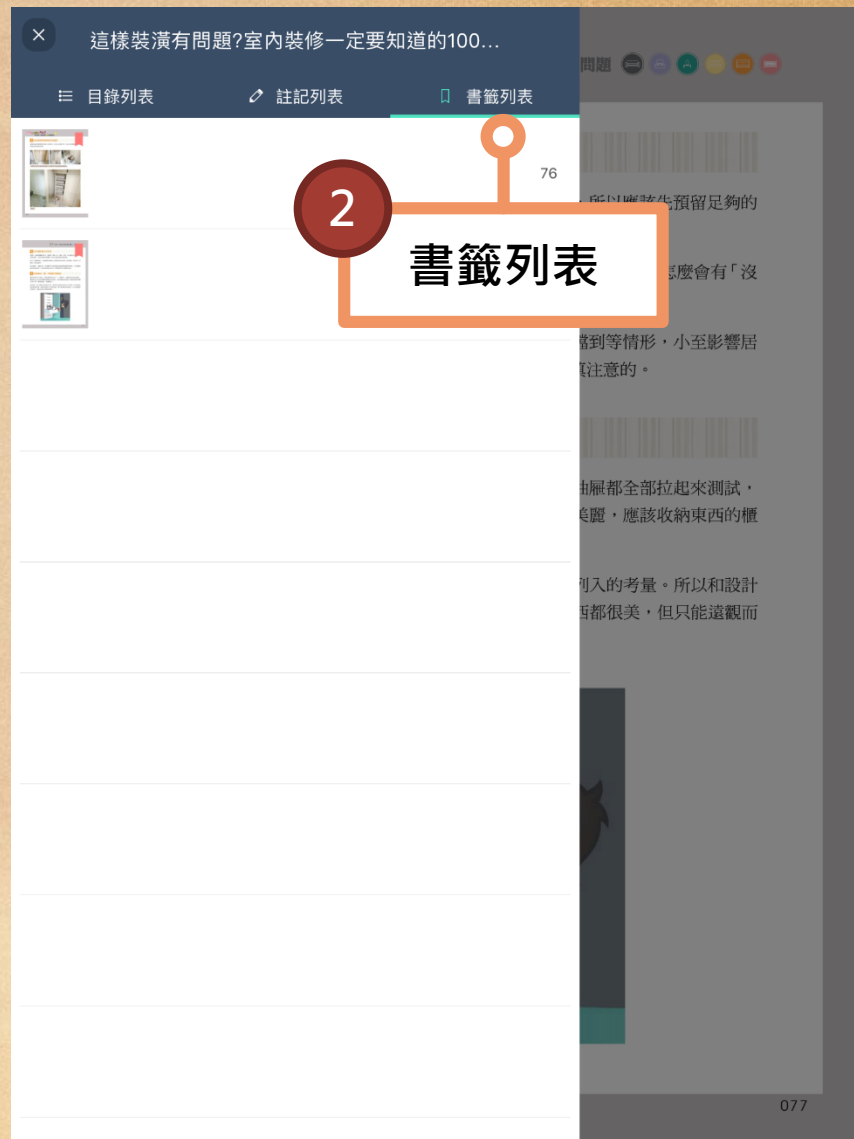 這樣裝潢有問題?室內裝修一定要知道的100...
問題
目錄列表
註記列表
書籤列表
76
2
書籤列表
,所以應該先預留足夠的
怎麼會有「沒
當到等情形,小至影響居
真注意的。
抽屜都全部拉起來測試,
美麗,應該收納東西的櫃
列入的考量。所以和設計
西都很美,但只能遠觀而
077